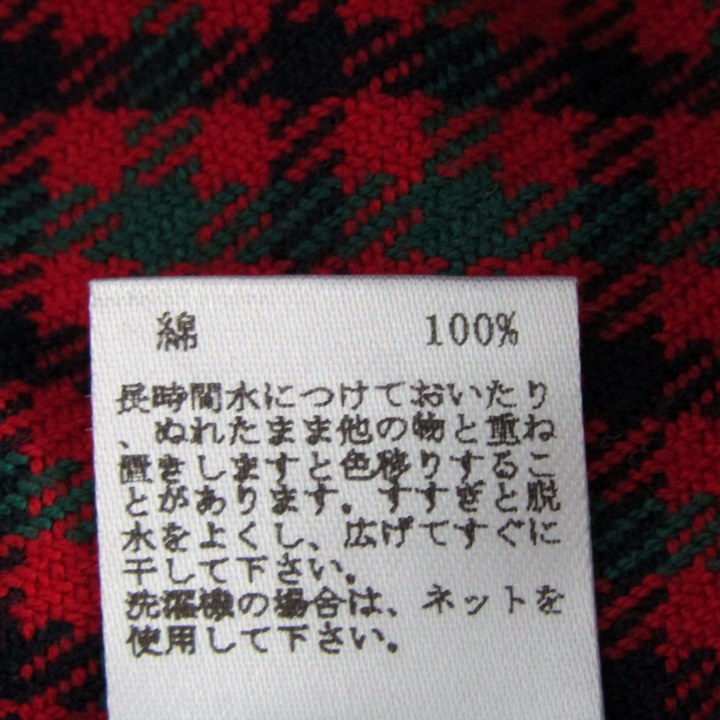 綿 100%
長時間水につけておいたり
、ぬれたまま他の物と重ね
置きしますと色移りするこ
とがあります。すすぎと脱
水をよくし、広げてすぐに
干して下さい。
洗濯機の場合は、ネットを
使用して下さい。